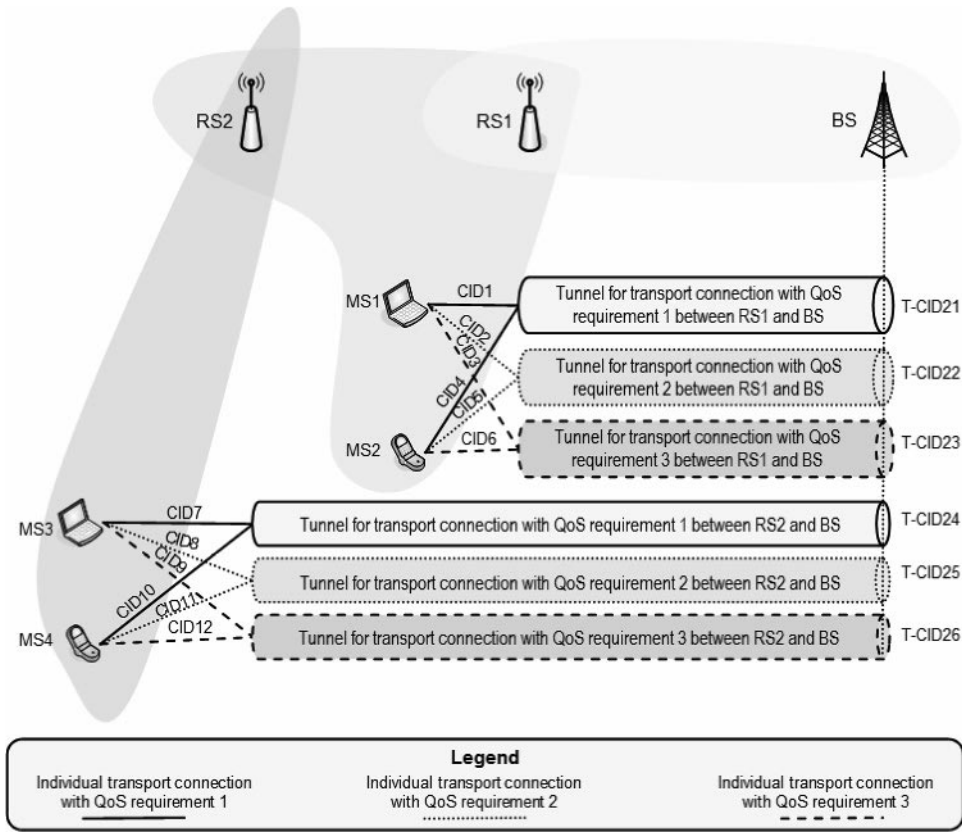 RS2
RS1
BS
MS1
CID1
CID2
CID3
CID4
CID5
CID6
MS2
Tunnel for transport connection with QoS
requirement 1 between RS1 and BS
T-CID21
Tunnel for transport connection with QoS
requirement 2 between RS1 and BS
T-CID22
Tunnel for transport connection with QoS
requirement 3 between RS1 and BS
T-CID23
MS3
CID7
CID8
CID9
CID10
CID11
CID12
MS4
Tunnel for transport connection with QoS requirement 1 between RS2 and BS
T-CID24
Tunnel for transport connection with QoS requirement 2 between RS2 and BS
T-CID25
Tunnel for transport connection with QoS requirement 3 between RS2 and BS
T-CID26
Legend
Individual transport connection
with QoS requirement 1
Individual transport connection
with QoS requirement 2
Individual transport connection
with QoS requirement 3